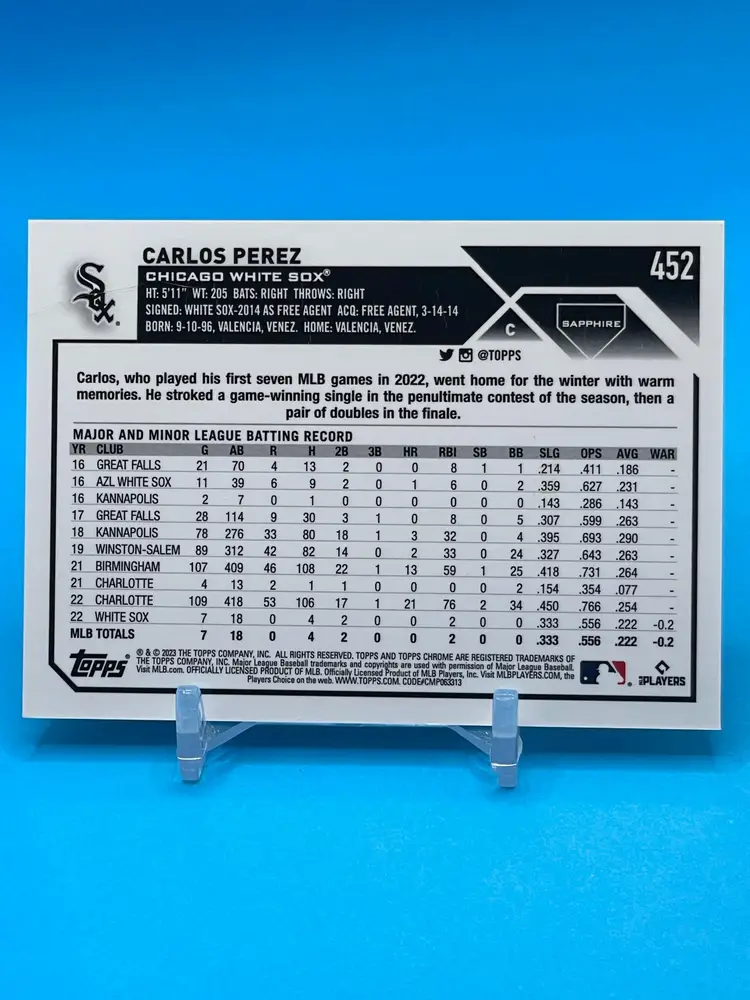 CARLOS PEREZ
452
Sox
CHICAGO WHITE SOX®
HT: 5'11" WT: 205 BATS: RIGHT THROWS: RIGHT
SIGNED: WHITE SOX-2014 AS FREE AGENT ACQ: FREE AGENT, 3-14-14
BORN: 9-10-96, VALENCIA, VENEZ. HOME: VALENCIA, VENEZ.
C
SAPPHIRE
@TOPPS
Carlos, who played his first seven MLB games in 2022, went home for the winter with warm
memories. He stroked a game-winning single in the penultimate contest of the season, then a
pair of doubles in the finale.
MAJOR AND MINOR LEAGUE BATTING RECORD
YR CLUB G AB R H 2B 3B HR RBI SB BB SLG OPS AVG WAR
16 GREAT FALLS 21 70 4 13 2 0 0 8 1 1 .214 .411 .186 -
16 AZL WHITE SOX 11 39 6 9 2 0 1 6 0 2 .359 .627 .231 -
16 KANNAPOLIS 2 7 0 1 0 0 0 0 0 0 .143 .286 .143 -
17 GREAT FALLS 28 114 9 30 3 1 0 8 0 5 .307 .599 .263 -
18 KANNAPOLIS 78 276 33 80 18 1 3 32 0 4 .395 .693 .290 -
19 WINSTON-SALEM 89 312 42 82 14 0 2 33 0 24 .327 .643 .263 -
21 BIRMINGHAM 107 409 46 108 22 1 13 59 1 25 .418 .731 .264 -
21 CHARLOTTE 4 13 2 1 1 0 0 0 0 2 .154 .354 .077 -
22 CHARLOTTE 109 418 53 106 17 1 21 76 2 34 .450 .766 .254 -
22 WHITE SOX 7 18 0 4 2 0 0 2 0 0 .333 .556 .222 -0.2
MLB TOTALS 7 18 0 4 2 0 0 2 0 0 .333 .556 .222 -0.2
Topps®
® & © 2023 THE TOPPS COMPANY, INC. ALL RIGHTS RESERVED. TOPPS AND TOPPS CHROME ARE REGISTERED TRADEMARKS OF
THE TOPPS COMPANY, INC. Major League Baseball trademarks and copyrights are used with permission of Major League Baseball.
Visit MLB.com. OFFICIALLY LICENSED PRODUCT OF MLB. Officially Licensed Product of MLB Players, Inc. Visit MLBPLAYERS.COM, the
Players Choice on the web. WWW.TOPPS.COM. CODE#CMP063313
MLB PLAYERS